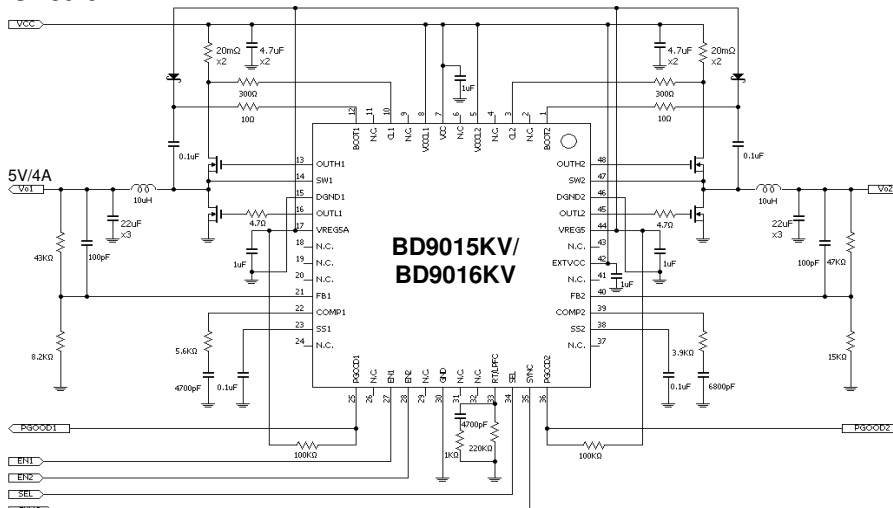 VCC
20mΩ
x2
4.7uF
x2
4.7uF
x2
20mΩ
x2
1uF
300Ω
300Ω
10Ω
10Ω
12 11 10 9 8 7 6 5 4 3 2 1
BOOT1 N.C CL1 N.C VCCCL1 VCC N.C VCCCL2 N.C CL2 N.C BOOT2
0.1uF
0.1uF
13 OUTH1
OUTH2 48
14 SW1
SW2 47
15 DGND1
DGND2 46
16 OUTL1
OUTL2 45
17 VREG5A
VREG5 44
18 N.C.
N.C. 43
19 N.C.
EXTVCC 42
20 N.C.
N.C. 41
21 FB1
FB2 40
22 COMP1
COMP2 39
23 SS1
SS2 38
24 N.C.
N.C. 37
5V/4A
Vo1
Vo2
10uH
10uH
22uF
x3
22uF
x3
4.7Ω
4.7Ω
BD9015KV/
BD9016KV
43KΩ
100pF
1uF
1uF
1uF
100pF
47KΩ
8.2KΩ
5.6KΩ
4700pF
0.1uF
3.9KΩ
0.1uF
6800pF
15KΩ
PGOOD1 N.C EN1 EN2 N.C GND N.C N.C RT/LPFC SEL SYNC PGOOD2
25 26 27 28 29 30 31 32 33 34 35 36
4700pF
1KΩ
220KΩ
PGOOD1
PGOOD2
100KΩ
100KΩ
EN1
EN2
SEL